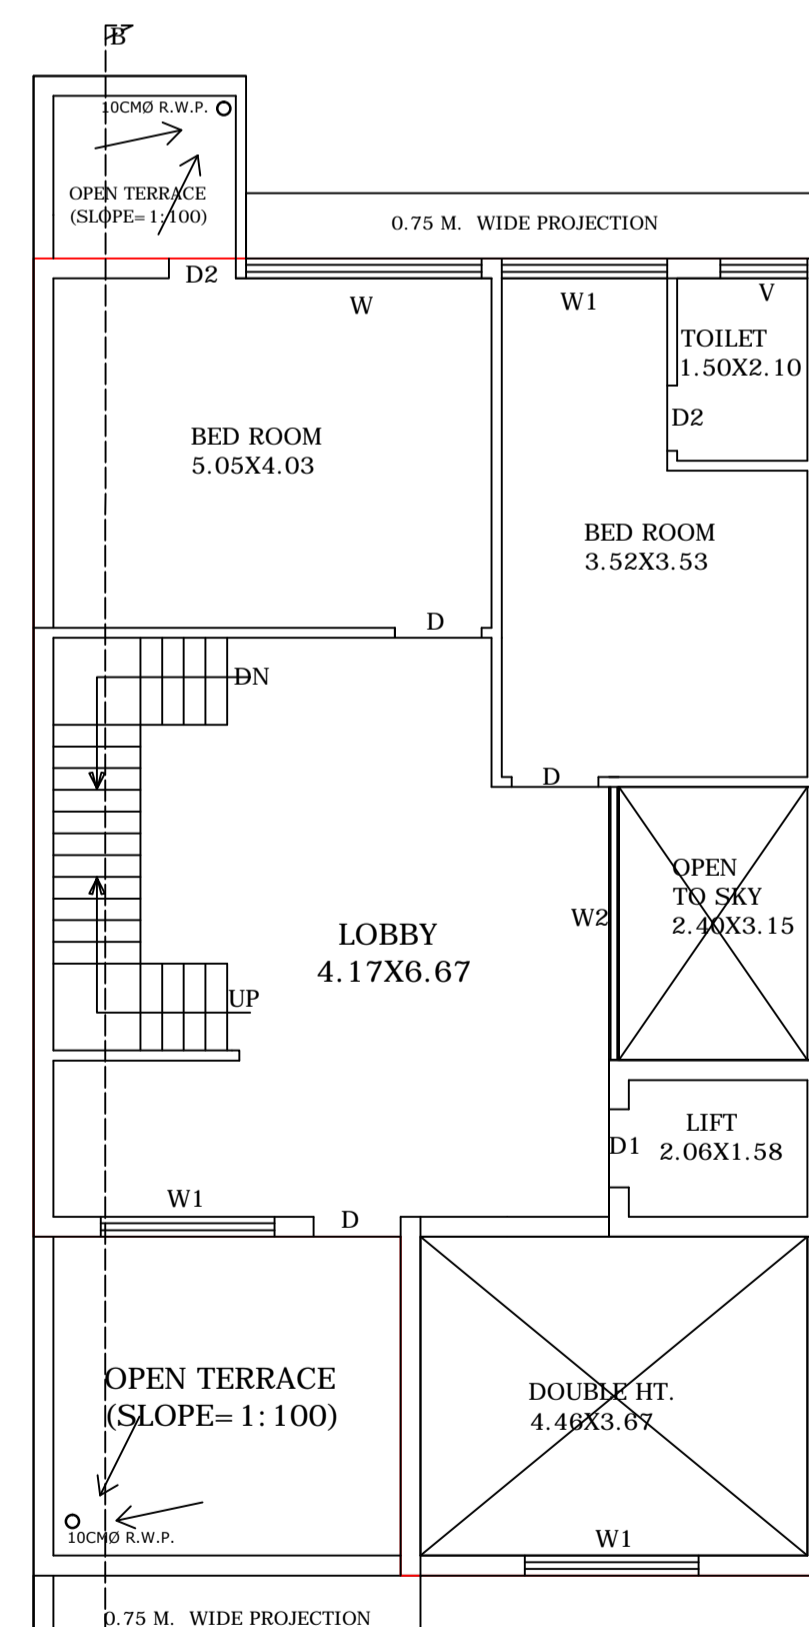 B
10CMØ R.W.P.
OPEN TERRACE
(SLOPE=1:100)
0.75 M. WIDE PROJECTION
D2
W
W1
V
TOILET
1.50X2.10
D2
BED ROOM
5.05X4.03
BED ROOM
3.52X3.53
D
DN
D
OPEN
TO SKY
2.40X3.15
W2
LOBBY
4.17X6.67
UP
LIFT
2.06X1.58
D1
W1
D
OPEN TERRACE
(SLOPE=1:100)
DOUBLE HT.
4.46X3.67
10CMØ R.W.P.
W1
0.75 M. WIDE PROJECTION